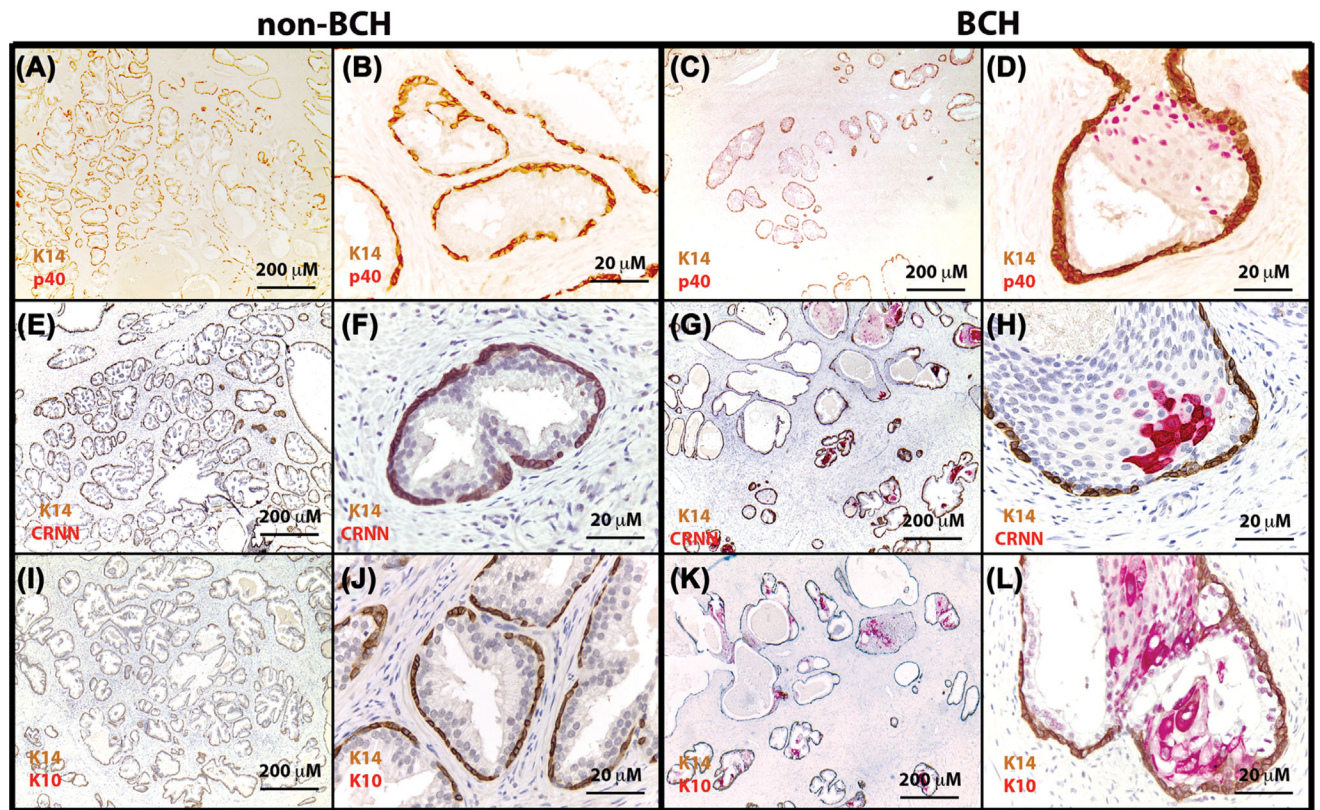 non-BCH
BCH
(A)
K14
p40
200 µM
(B)
K14
p40
20 µM
(C)
K14
p40
200 µM
(D)
K14
p40
20 µM
(E)
K14
CRNN
200 µM
(F)
K14
CRNN
20 µM
(G)
K14
CRNN
200 µM
(H)
K14
CRNN
20 µM
(I)
K14
K10
200 µM
(J)
K14
K10
20 µM
(K)
K14
K10
200 µM
(L)
K14
K10
20 µM